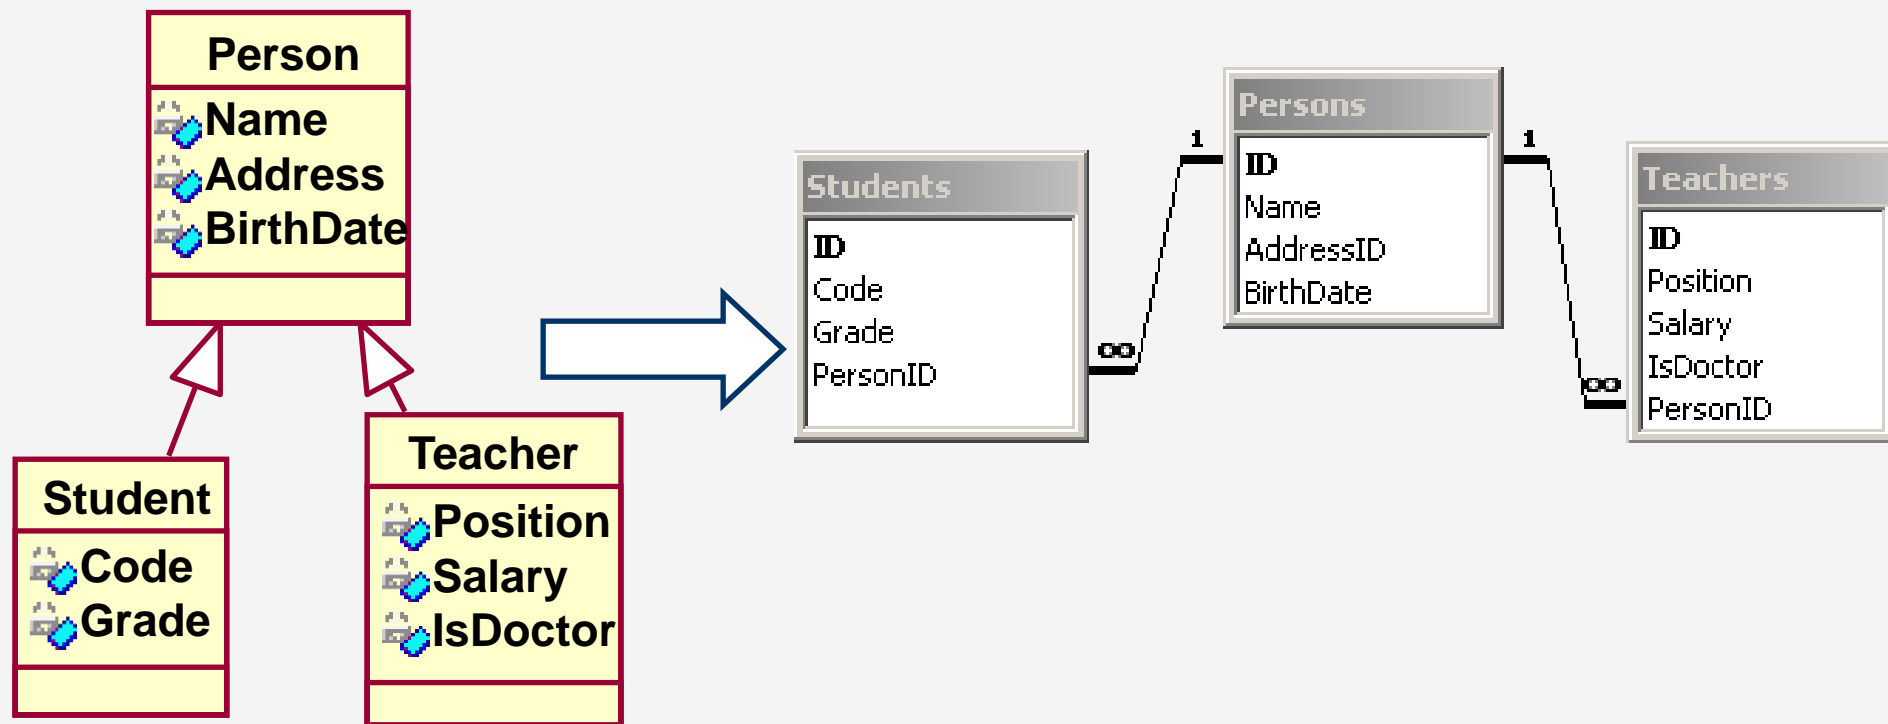 Person
Name
Address
BirthDate
Student
Code
Grade
Teacher
Position
Salary
IsDoctor
Students
ID
Code
Grade
PersonID
∞
1
Persons
ID
Name
AddressID
BirthDate
1
∞
Teachers
ID
Position
Salary
IsDoctor
PersonID